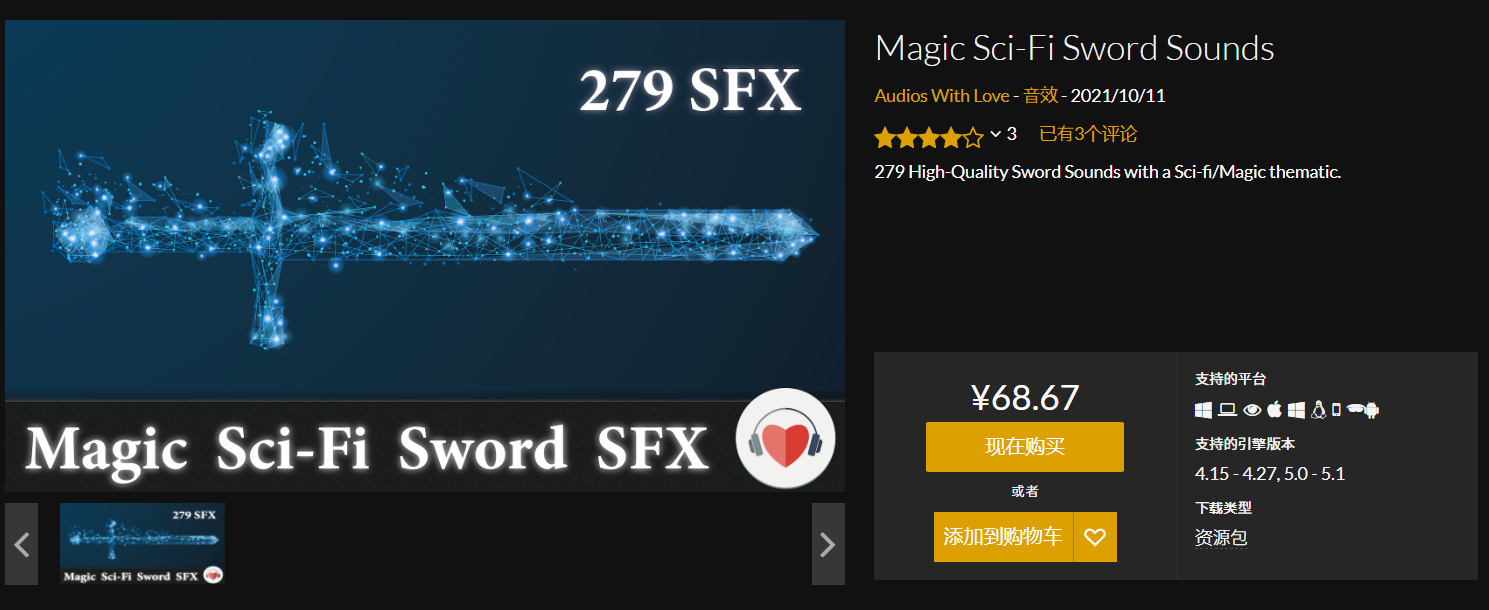 279 SFX
Magic Sci-Fi Sword SFX
279 SFX
Magic Sci-Fi Sword SFX
Magic Sci-Fi Sword Sounds
Audios With Love - 音效 - 2021/10/11
3 已有3个评论
279 High-Quality Sword Sounds with a Sci-fi/Magic thematic.
¥68.67
现在购买
或者
添加到购物车
支持的平台
支持的引擎版本
4.15 - 4.27, 5.0 - 5.1
下载类型
资源包